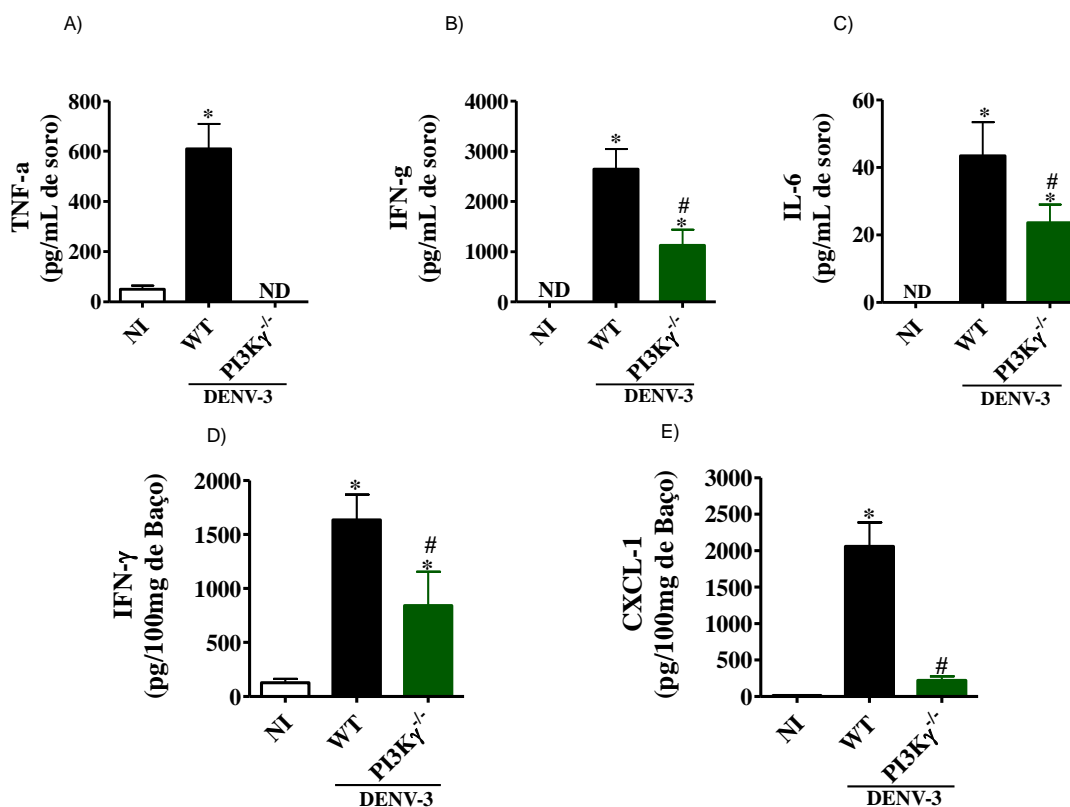 A)
B)
C)
TNF-a
(pg/mL de soro)
800
600
400
200
0
*
ND
NI
WT
PI3Kγ-/-
DENV-3
IFN-g
(pg/mL de soro)
4000
3000
2000
1000
0
ND
*
#
*
NI
WT
PI3Kγ-/-
DENV-3
IL-6
(pg/mL de soro)
60
40
20
0
ND
*
#
*
NI
WT
PI3Kγ-/-
DENV-3
D)
E)
IFN-γ
(pg/100mg de Baço)
2000
1500
1000
500
0
*
#
*
NI
WT
PI3Kγ-/-
DENV-3
CXCL-1
(pg/100mg de Baço)
3000
2500
2000
1500
1000
500
0
*
#
NI
WT
PI3Kγ-/-
DENV-3